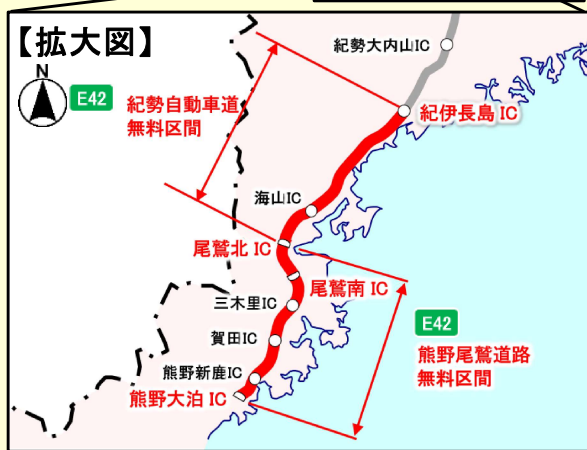 【拡大図】
N
E42
紀勢自動車道
無料区間
紀勢大内山IC
紀伊長島 IC
海山IC
尾鷲北 IC
尾鷲南 IC
三木里IC
賀田IC
熊野新鹿IC
熊野大泊 IC
E42
熊野尾鷲道路
無料区間